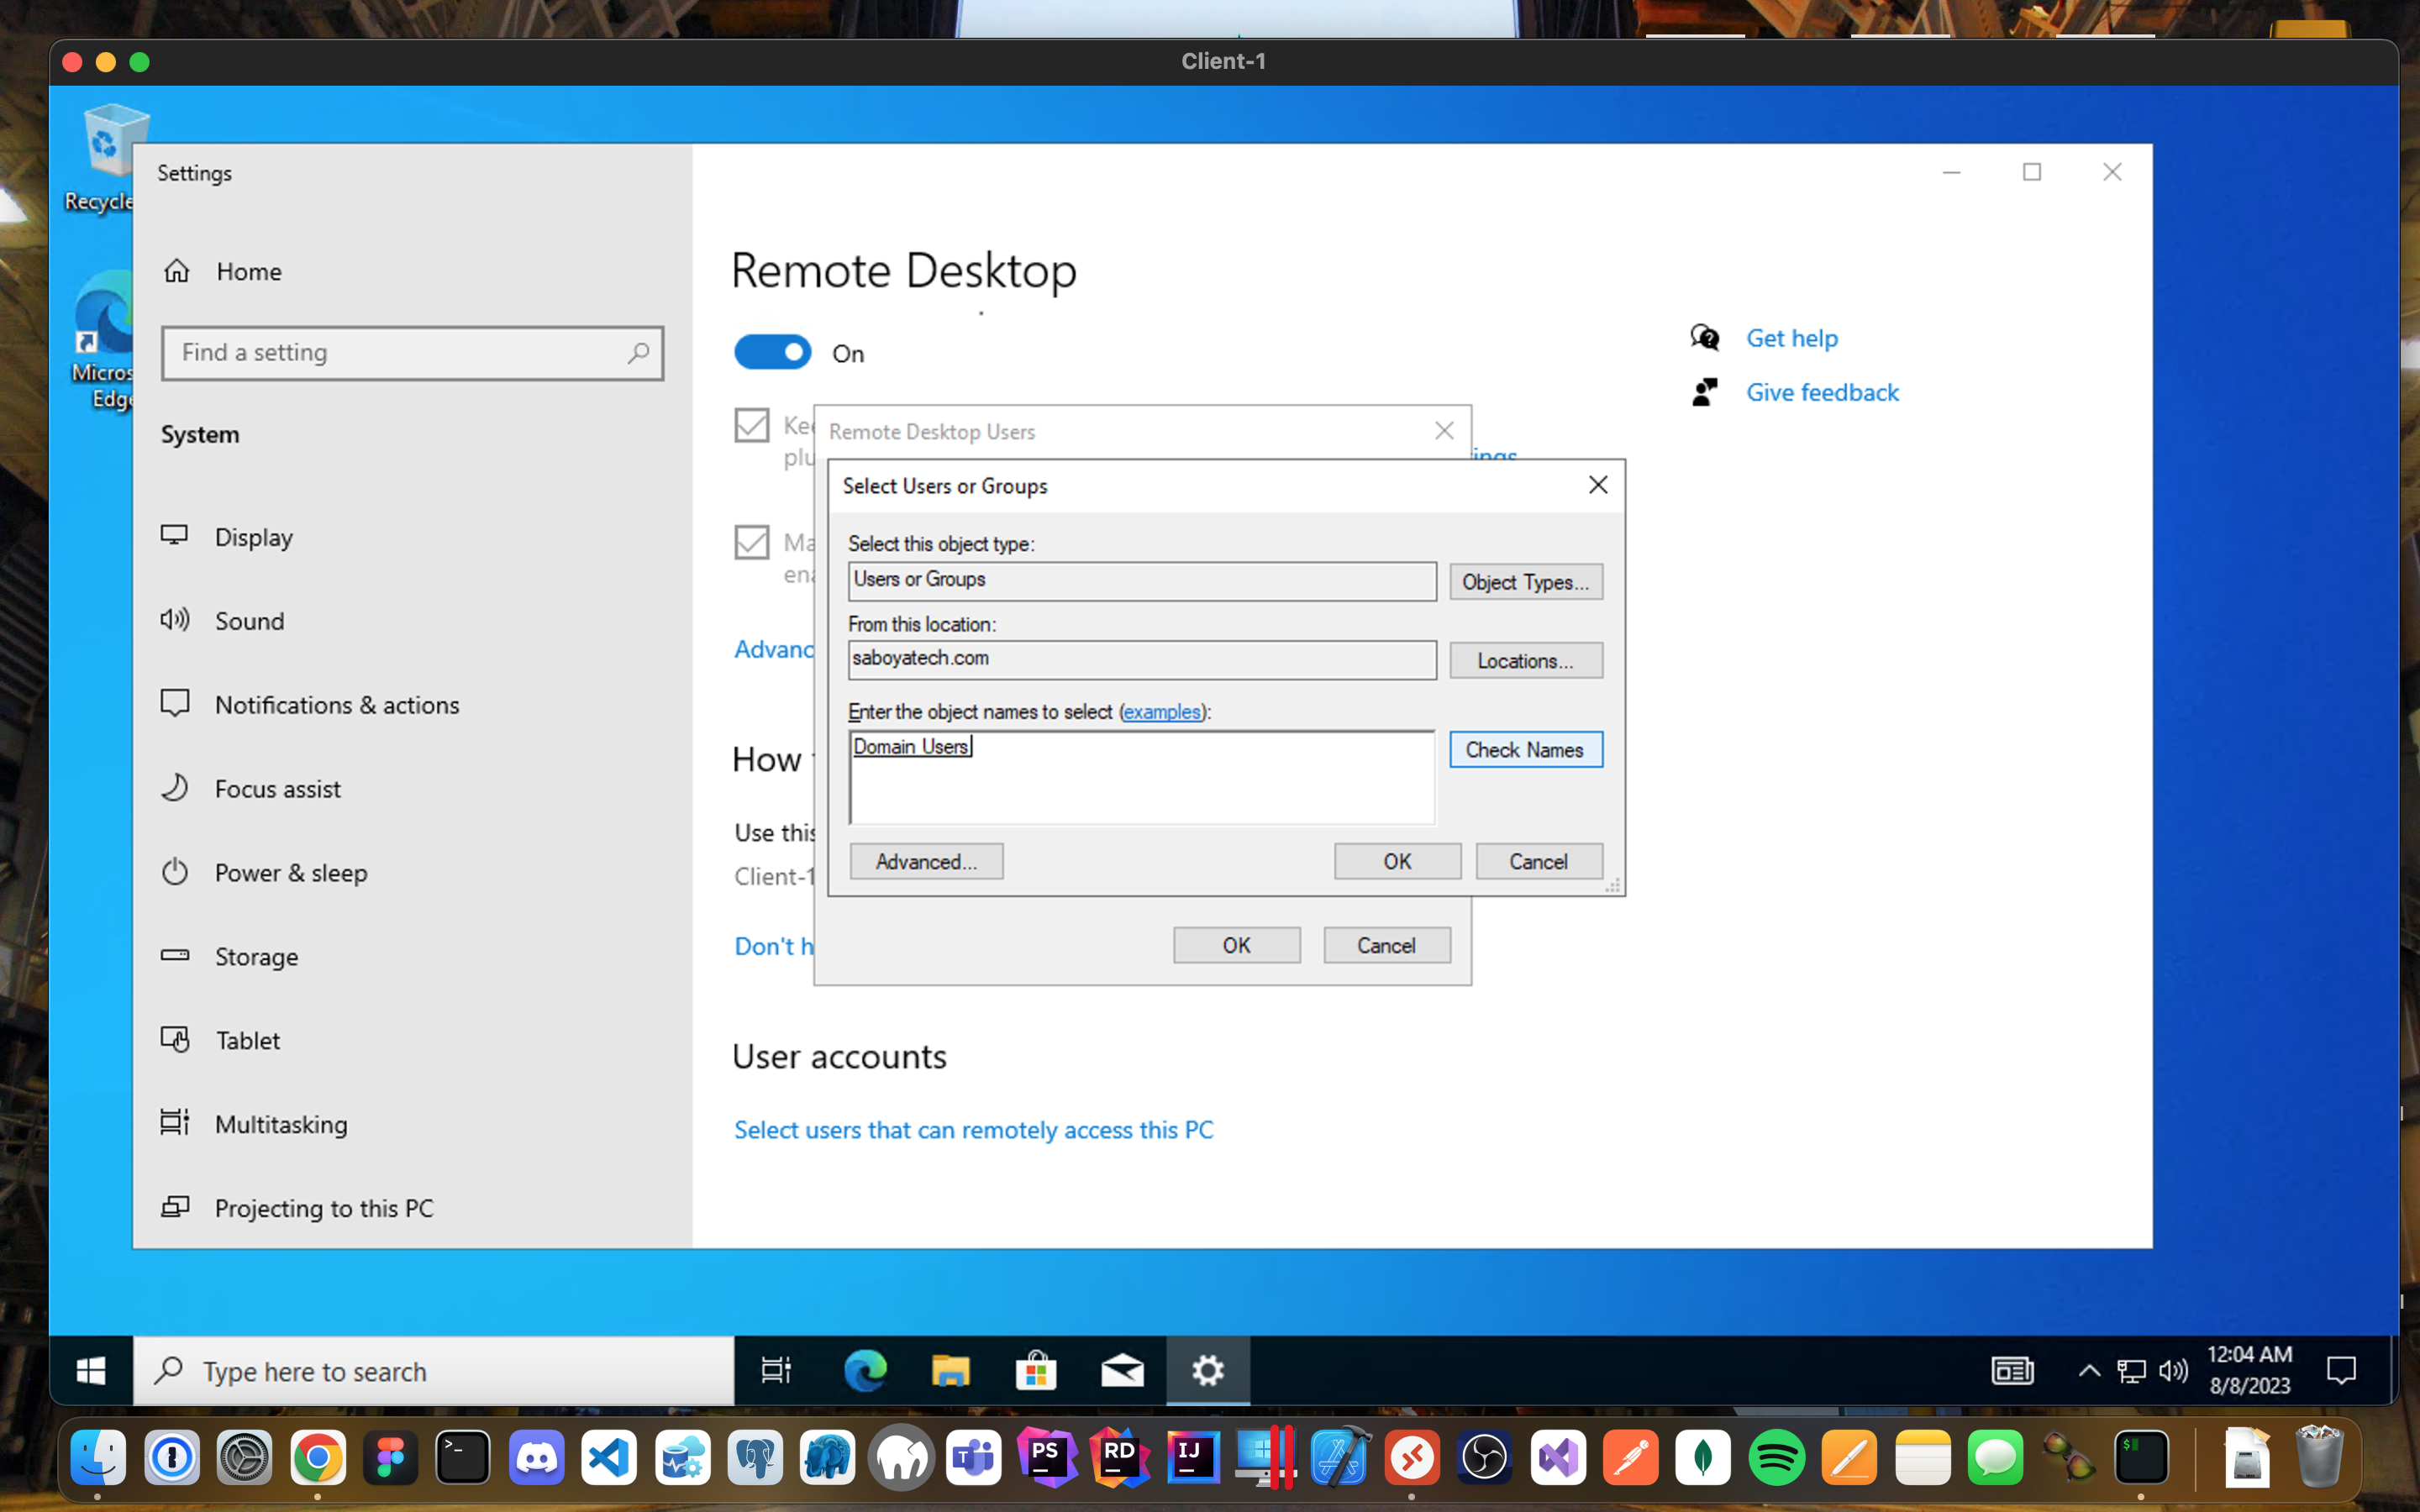 Client-1
Recycle
Micros
Edge
Settings
Home
Find a setting
System
Display
Sound
Notifications & actions
Focus assist
Power & sleep
Storage
Tablet
Multitasking
Projecting to this PC
Remote Desktop
On
Get help
Give feedback
Kee
plu
ings
Ma
ena
Advanc
How
Use this
Client-1
Don't h
Remote Desktop Users
Select Users or Groups
Select this object type:
Users or Groups
Object Types...
From this location:
saboyatech.com
Locations...
Enter the object names to select (examples):
Domain Users
Check Names
Advanced...
OK
Cancel
OK
Cancel
User accounts
Select users that can remotely access this PC
Type here to search
12:04 AM
8/8/2023
PS
RD
IJ